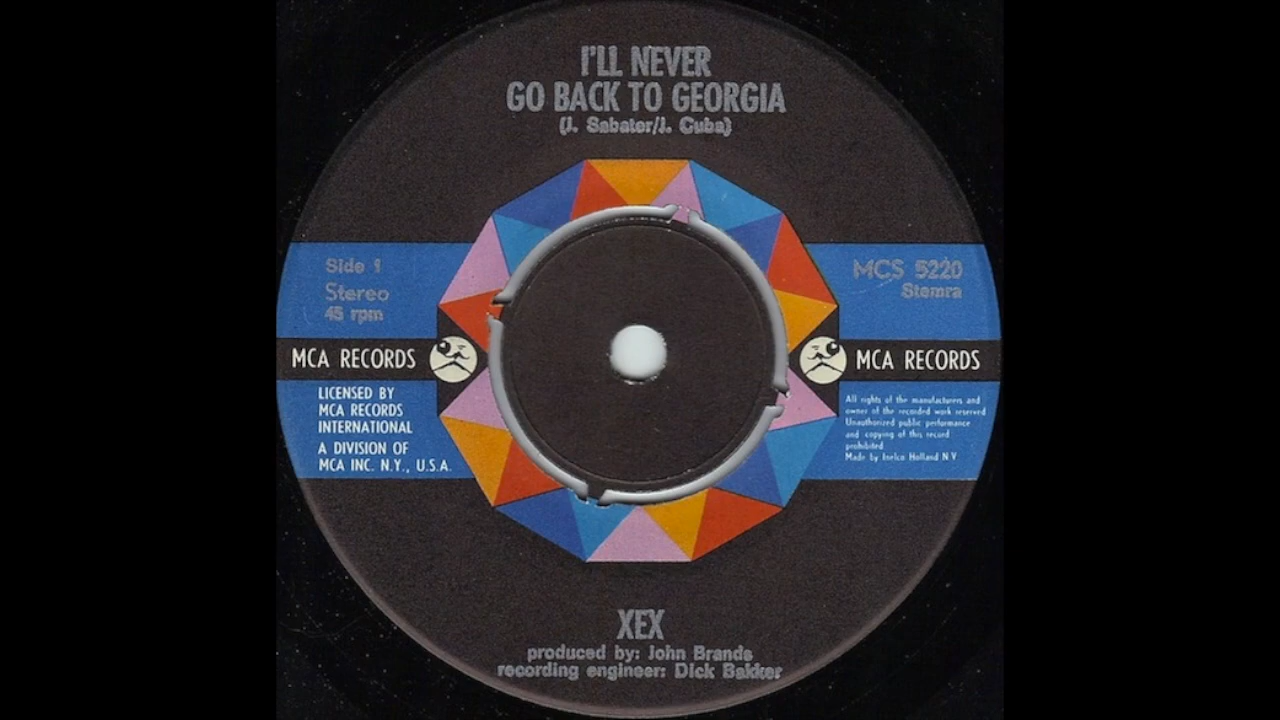 I'LL NEVER
GO BACK TO GEORGIA
(J. Sabater/J. Cuba)
Side 1
Stereo
45 rpm
MCS 5220
Stemra
MCA RECORDS
MCA RECORDS
LICENSED BY
MCA RECORDS
INTERNATIONAL
A DIVISION OF
MCA INC. N.Y., U.S.A.
All rights of the manufacturers and
owner of the recorded work reserved
Unauthorized public performance
and copying of this record
prohibited
Made by Inelco Holland N V
XEX
produced by: John Brands
recording engineer: Dick Bakker